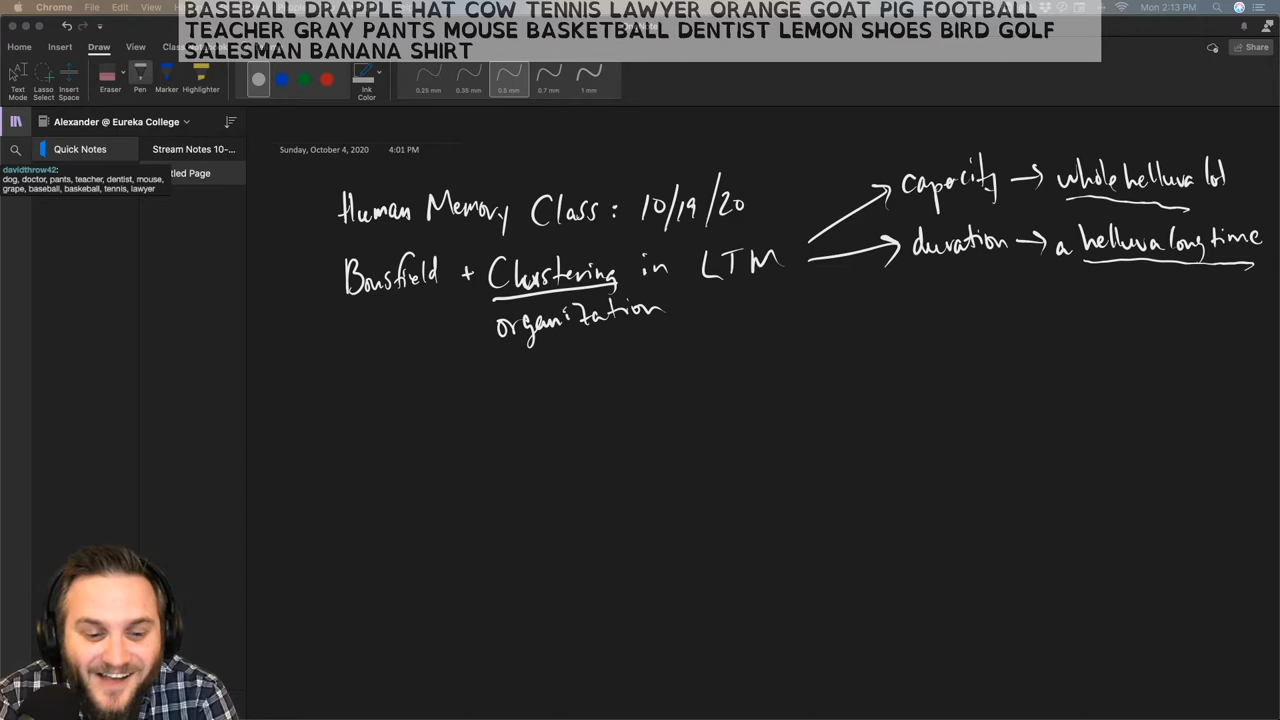 Chrome File Edit View
Mon 2:13 PM
BASEBALL DRAPPLE HAT COW TENNIS LAWYER ORANGE GOAT PIG FOOTBALL
TEACHER GRAY PANTS MOUSE BASKETBALL DENTIST LEMON SHOES BIRD GOLF
SALESMAN BANANA SHIRT
Home Insert Draw View
Share
Text Mode
Lasso Select
Insert Space
Eraser
Pen
Marker
Highlighter
Ink Color
0.25 mm
0.35 mm
0.5 mm
0.7 mm
1 mm
Alexander @ Eureka College
Quick Notes
Stream Notes 10-...
Page
davidthrow42:
dog, doctor, pants, teacher, dentist, mouse,
grape, baseball, baskeball, tennis, lawyer
Sunday, October 4, 2020 4:01 PM
Human Memory Class: 10/19/20
Bousfield + Clustering in LTM
organization
capacity → whole helluva lot
duration → a helluva long time